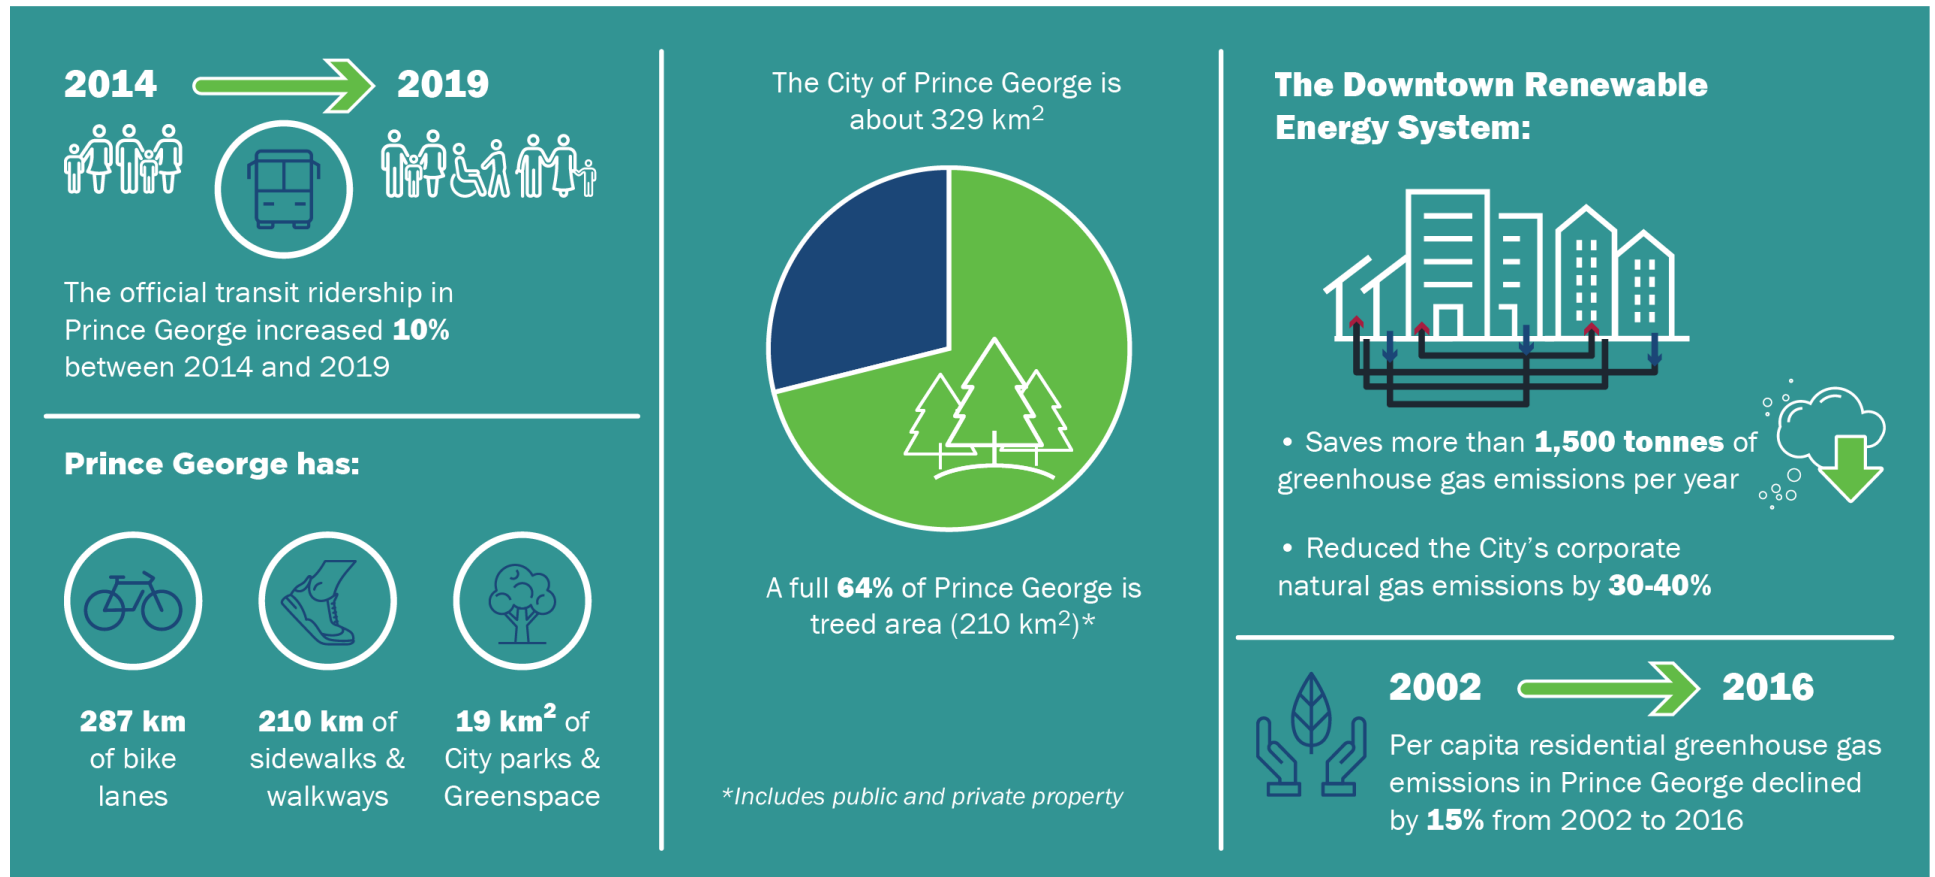 2014
2019
The official transit ridership in
Prince George increased 10%
between 2014 and 2019
Prince George has:
287 km
of bike
lanes
210 km of
sidewalks &
walkways
19 km² of
City parks &
Greenspace
The City of Prince George is
about 329 km²
A full 64% of Prince George is
treed area (210 km²)*
*Includes public and private property
The Downtown Renewable
Energy System:
• Saves more than 1,500 tonnes of
greenhouse gas emissions per year
• Reduced the City’s corporate
natural gas emissions by 30-40%
2002
2016
Per capita residential greenhouse gas
emissions in Prince George declined
by 15% from 2002 to 2016